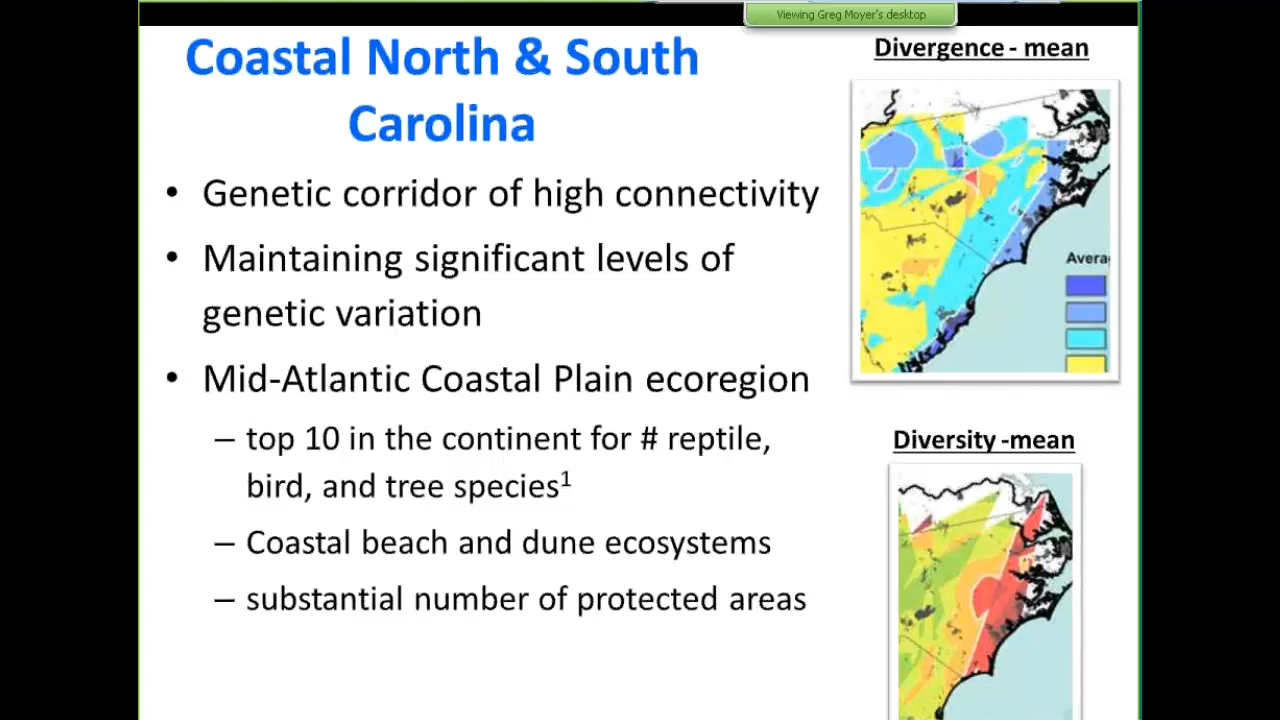 Viewing Greg Moyer's desktop
Coastal North & South
Carolina
• Genetic corridor of high connectivity
• Maintaining significant levels of
genetic variation
• Mid-Atlantic Coastal Plain ecoregion
– top 10 in the continent for # reptile,
bird, and tree species¹
– Coastal beach and dune ecosystems
– substantial number of protected areas
Divergence - mean
Avera
Diversity -mean